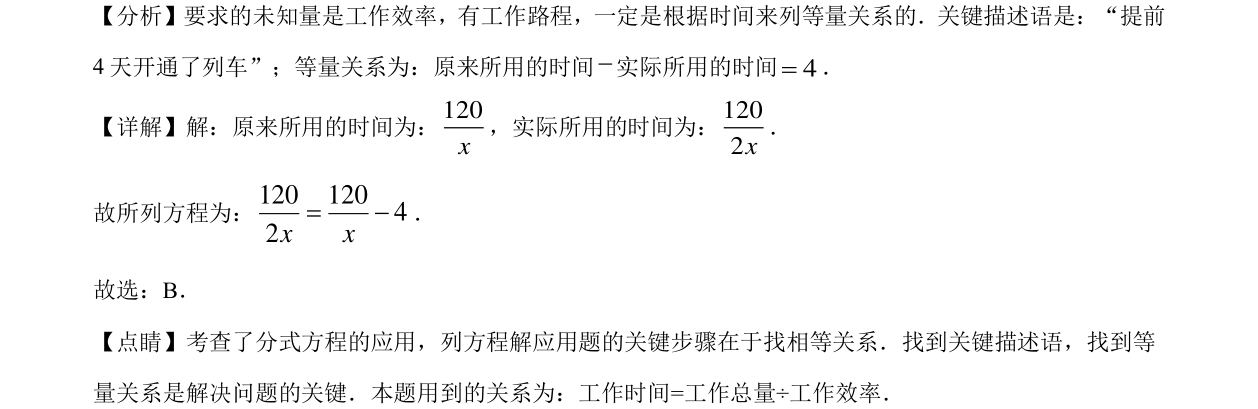 【分析】要求的未知量是工作效率，有工作路程，一定是根据时间来列等量关系的．关键描述语是：“提前
4 天开通了列车”；等量关系为：原来所用的时间－实际所用的时间＝4．
【详解】解：原来所用的时间为：120/x，实际所用的时间为：120/2x．
故所列方程为：120/2x = 120/x − 4．
故选：B．
【点睛】考查了分式方程的应用，列方程解应用题的关键步骤在于找相等关系．找到关键描述语，找到等
量关系是解决问题的关键．本题用到的关系为：工作时间=工作总量÷工作效率．